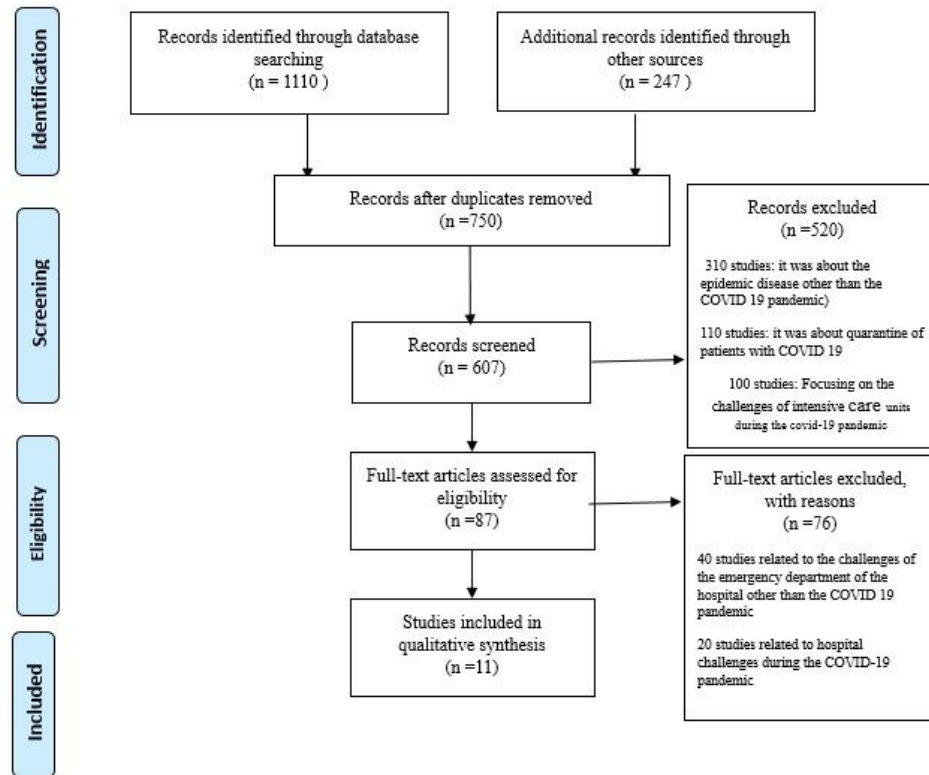 Identification
Records identified through database
searching
(n = 1110 )
Additional records identified through
other sources
(n = 247 )
Records after duplicates removed
(n =750)
Screening
Records screened
(n = 607)
Records excluded
(n =520)
310 studies: it was about the
epidemic disease other than the
COVID 19 pandemic)
110 studies: it was about quarantine of
patients with COVID 19
100 studies: Focusing on the
challenges of intensive care units
during the covid-19 pandemic
Eligibility
Full-text articles assessed for
eligibility
(n =87)
Full-text articles excluded,
with reasons
(n =76)
40 studies related to the challenges of
the emergency department of the
hospital other than the COVID 19
pandemic
20 studies related to hospital
challenges during the COVID-19
pandemic
Included
Studies included in
qualitative synthesis
(n =11)